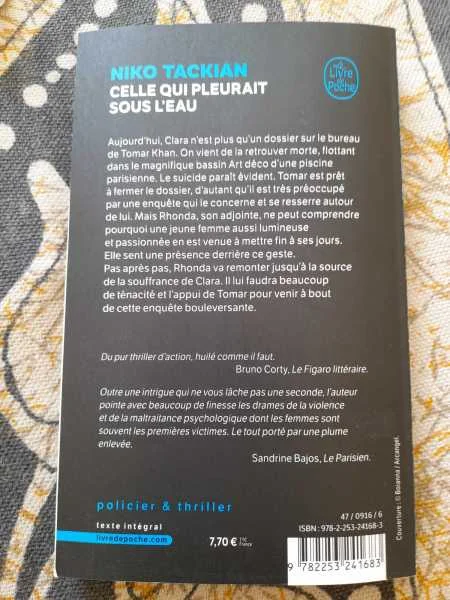 NIKO TACKIAN
CELLE QUI PLEURAIT
SOUS L'EAU
Le
Livre
de
Poche
Aujourd'hui, Clara n'est plus qu'un dossier sur le bureau
de Tomar Khan. On vient de la retrouver morte, flottant
dans le magnifique bassin Art déco d'une piscine
parisienne. Le suicide paraît évident. Tomar est prêt
à fermer le dossier, d'autant qu'il est très préoccupé
par une enquête qui le concerne et se resserre autour
de lui. Mais Rhonda, son adjointe, ne peut comprendre
pourquoi une jeune femme aussi lumineuse
et passionnée en est venue à mettre fin à ses jours.
Elle sent une présence derrière ce geste.
Pas après pas, Rhonda va remonter jusqu'à la source
de la souffrance de Clara. Il lui faudra beaucoup
de ténacité et l'appui de Tomar pour venir à bout
de cette enquête bouleversante.
Du pur thriller d'action, huilé comme il faut.
Bruno Corty, Le Figaro littéraire.
Outre une intrigue qui ne vous lâche pas une seconde, l'auteur
pointe avec beaucoup de finesse les drames de la violence
et de la maltraitance psychologique dont les femmes sont
souvent les premières victimes. Le tout porté par une plume
enlevée.
Sandrine Bajos, Le Parisien.
Couverture : © Boianna / Arcangel.
policier & thriller
texte intégral
livredepoche.com
7,70 € TTC
France
47 / 0916 / 6
ISBN : 978-2-253-24168-3
9 782253 241683